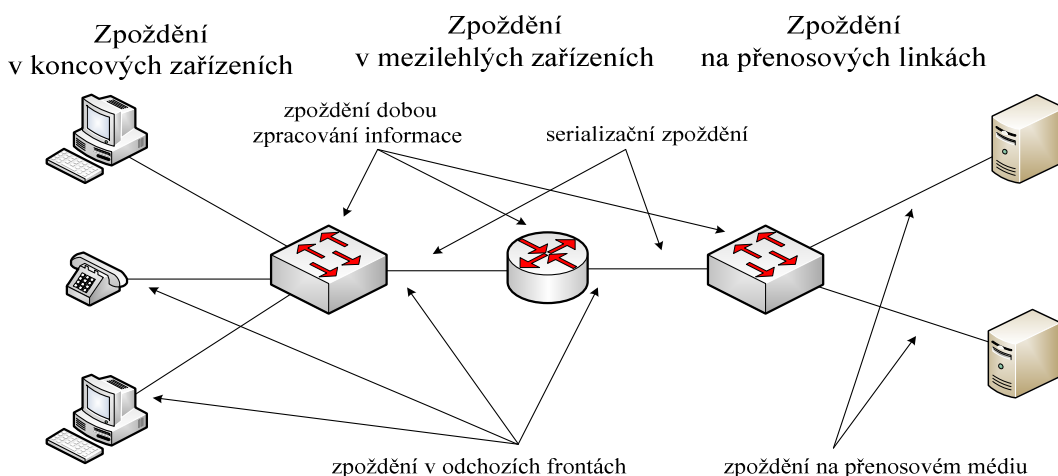 Zpoždění
v koncových zařízeních
Zpoždění
v mezilehlých zařízeních
Zpoždění
na přenosových linkách
zpoždění dobou
zpracování informace
serializační zpoždění
zpoždění v odchozích frontách
zpoždění na přenosovém médiu